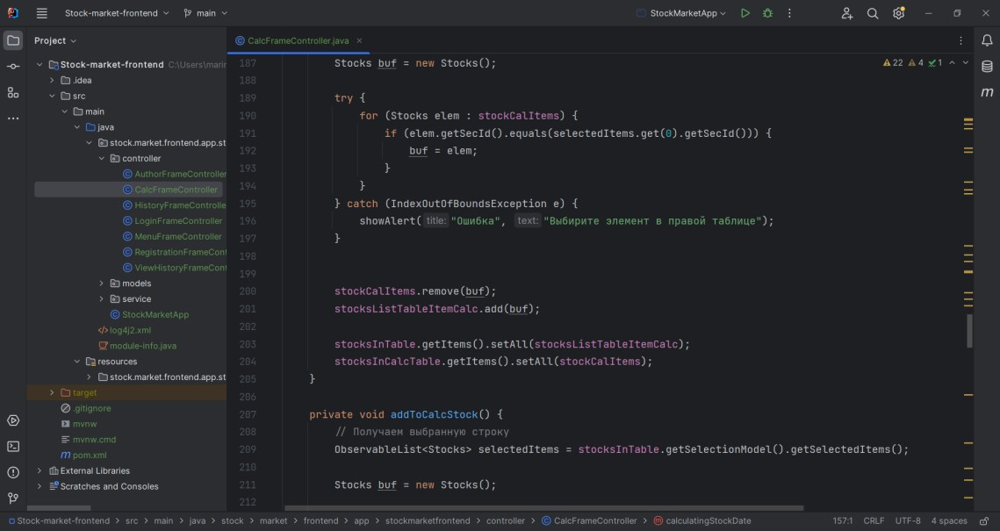 Stock-market-frontend main StockMarketApp
Project CalcFrameController.java
Stock-market-frontend C:\Users\mari
.idea
src
main
java
stock.market.frontend.app.st
controller
AuthorFrameController
CalcFrameController
HistoryFrameControlle
LoginFrameController
MenuFrameController
RegistrationFrameCont
ViewHistoryFrameCont
models
service
StockMarketApp
log4j2.xml
module-info.java
resources
stock.market.frontend.app.st
target
.gitignore
mvnw
mvnw.cmd
pom.xml
External Libraries
Scratches and Consoles
22 4 1
m
187 Stocks buf = new Stocks();
188
189 try {
190 for (Stocks elem : stockCalItems) {
191 if (elem.getSecId().equals(selectedItems.get(0).getSecId())) {
192 buf = elem;
193 }
194 }
195 } catch (IndexOutOfBoundsException e) {
196 showAlert( title: "Ошибка", text: "Выбирите элемент в правой таблице");
197 }
198
199
200 stockCalItems.remove(buf);
201 stocksListTableItemCalc.add(buf);
202
203 stocksInTable.getItems().setAll(stocksListTableItemCalc);
204 stocksInCalcTable.getItems().setAll(stockCalItems);
205 }
206
207 private void addToCalcStock() {
208 // Получаем выбранную строку
209 ObservableList<Stocks> selectedItems = stocksInTable.getSelectionModel().getSelectedItems();
210
211 Stocks buf = new Stocks();
212
Stock-market-frontend > src > main > java > stock > market > frontend > app > stockmarketfrontend > controller > CalcFrameController > calculatingStockDate 157:1 CRLF UTF-8 4 spaces